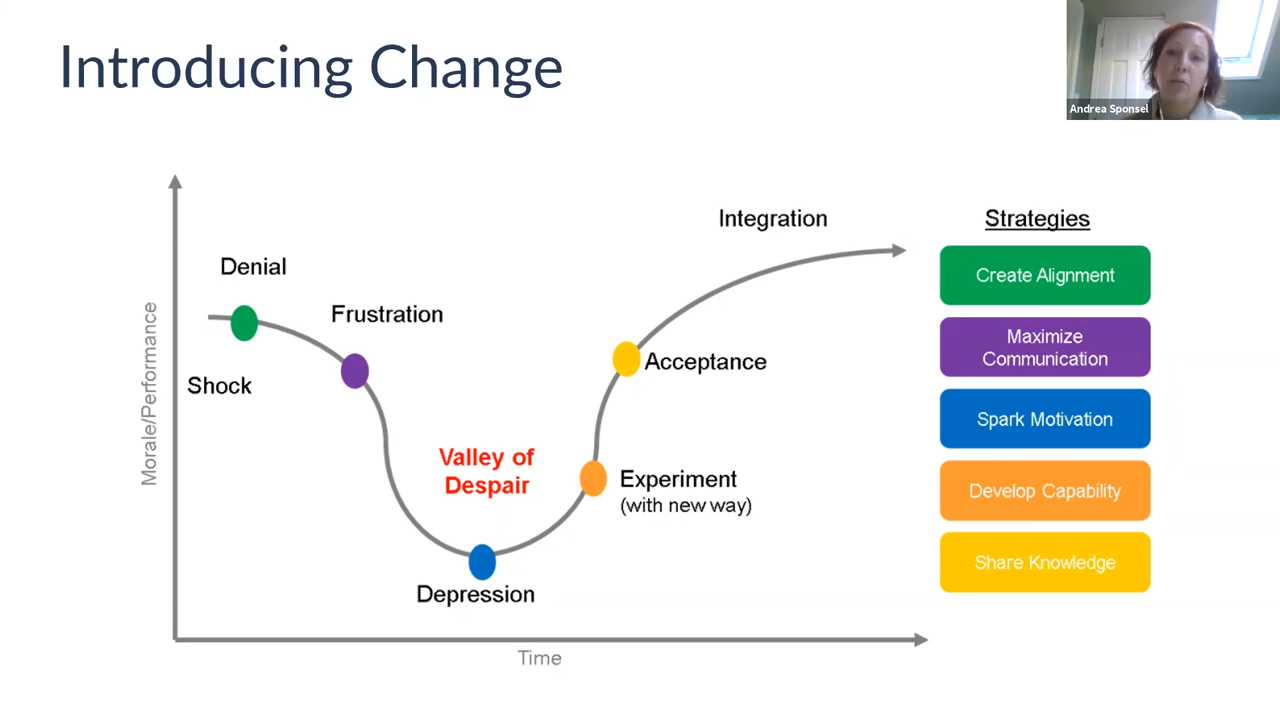 Introducing Change
Andrea Sponsel
Morale/Performance
Denial
Shock
Frustration
Valley of
Despair
Depression
Experiment
(with new way)
Acceptance
Integration
Time
Strategies
Create Alignment
Maximize
Communication
Spark Motivation
Develop Capability
Share Knowledge